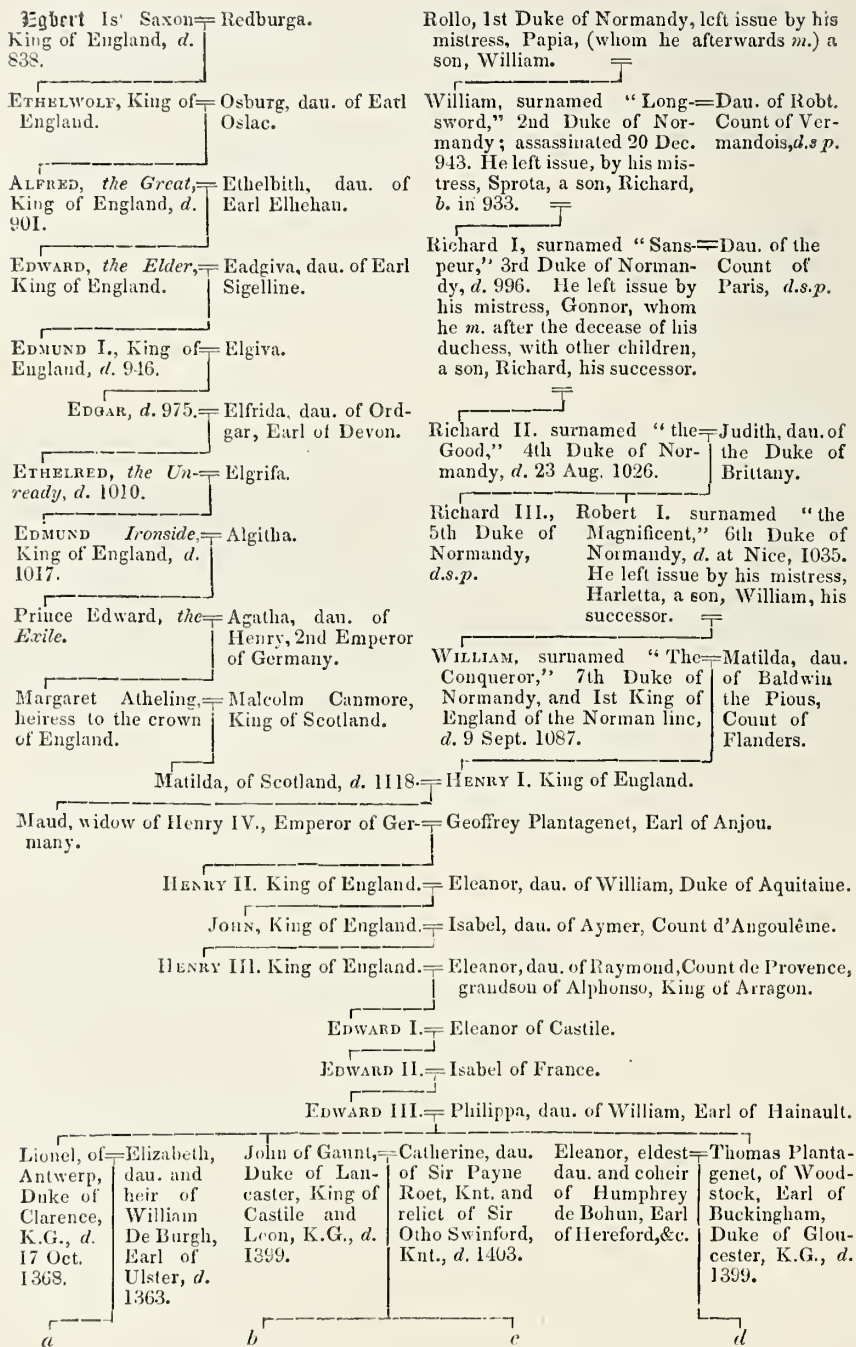 Egbert Is' Saxon = Redburga.
King of England, d.
838.
ETHELWOLF, King of = Osburg, dau. of Earl
England. Oslac.
ALFRED, the Great, = Ethelbith, dau. of
King of England, d. Earl Elhehan.
901.
EDWARD, the Elder, = Eadgiva, dau. of Earl
King of England. Sigelline.
EDMUND I., King of = Elgiva.
England, d. 946.
EDGAR, d. 975. = Elfrida, dau. of Ord-
gar, Earl of Devon.
ETHELRED, the Un- = Elgrifa.
ready, d. 1010.
EDMUND Ironside, = Algitha.
King of England, d.
1017.
Prince Edward, the = Agatha, dau. of
Exile. Henry, 2nd Emperor
of Germany.
Margaret Atheling, = Malcolm Canmore,
heiress to the crown King of Scotland.
of England.
Rollo, 1st Duke of Normandy, left issue by his
mistress, Papia, (whom he afterwards m.) a
son, William.
William, surnamed "Long- = Dau. of Robt.
sword," 2nd Duke of Nor- Count of Ver-
mandy; assassinated 20 Dec. mandois, d.s p.
943. He left issue, by his mis-
tress, Sprota, a son, Richard,
b. in 933.
Richard I, surnamed "Sans- = Dau. of the
peur," 3rd Duke of Norman- Count of
dy, d. 996. He left issue by Paris, d.s.p.
his mistress, Gonnor, whom
he m. after the decease of his
duchess, with other children,
a son, Richard, his successor.
Richard II. surnamed "the = Judith, dau. of
Good," 4th Duke of Nor- the Duke of
mandy, d. 23 Aug. 1026. Brittany.
Richard III., Robert I. surnamed "the
5th Duke of Magnificent," 6th Duke of
Normandy, Normandy, d. at Nice, 1035.
d.s.p. He left issue by his mistress,
Harletta, a son, William, his
successor.
WILLIAM, surnamed "The = Matilda, dau.
Conqueror," 7th Duke of of Baldwin
Normandy, and 1st King of the Pious,
England of the Norman line, Count of
d. 9 Sept. 1087. Flanders.
Matilda, of Scotland, d. 1118. = HENRY I. King of England.
Maud, widow of Henry IV., Emperor of Ger- = Geoffrey Plantagenet, Earl of Anjou.
many.
HENRY II. King of England. = Eleanor, dau. of William, Duke of Aquitaine.
JOHN, King of England. = Isabel, dau. of Aymer, Count d'Angoulême.
HENRY III. King of England. = Eleanor, dau. of Raymond, Count de Provence,
grandson of Alphonso, King of Arragon.
EDWARD I. = Eleanor of Castile.
EDWARD II. = Isabel of France.
EDWARD III. = Philippa, dau. of William, Earl of Hainault.
Lionel, of = Elizabeth,
Antwerp, dau. and
Duke of heir of
Clarence, William
K.G., d. De Burgh,
17 Oct. Earl of
1368. Ulster, d.
1363.
John of Gaunt, = Catherine, dau.
Duke of Lan- of Sir Payne
caster, King of Roet, Knt. and
Castile and relict of Sir
Leon, K.G., d. Otho Swinford,
1399. Knt., d. 1403.
Eleanor, eldest = Thomas Planta-
dau. and coheir genet, of Wood-
of Humphrey stock, Earl of
de Bohun, Earl Buckingham,
of Hereford, &c. Duke of Glou-
cester, K.G., d.
1399.
a b c d